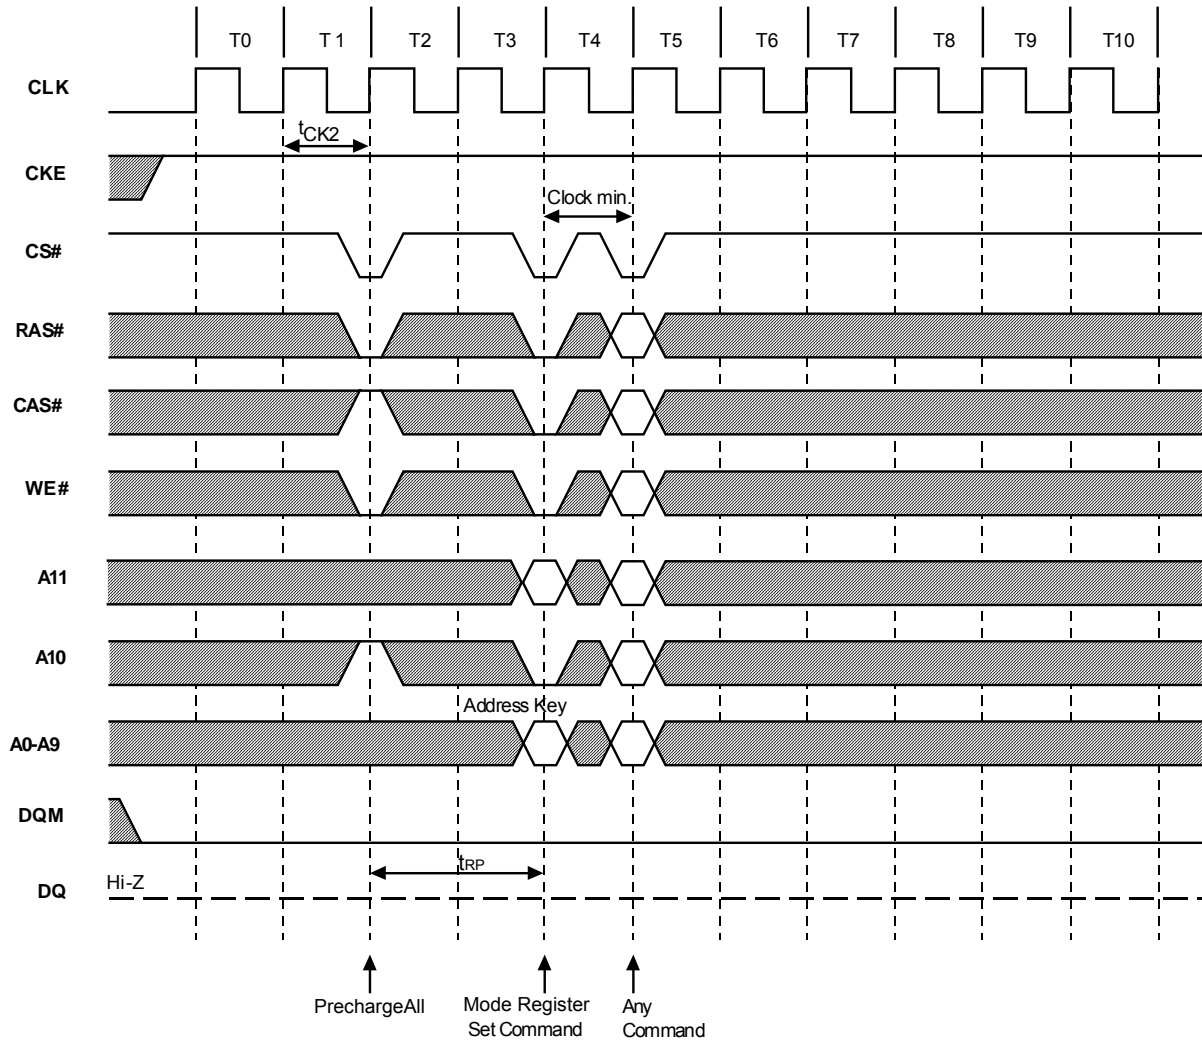 T0 T 1 T2 T3 T4 T5 T6 T7 T8 T9 T10
CLK
tCK2
CKE
Clock min.
CS#
RAS#
CAS#
WE#
A11
A10
Address Key
A0-A9
DQM
tRP
Hi-Z
DQ
PrechargeAll
Mode Register
Set Command
Any
Command